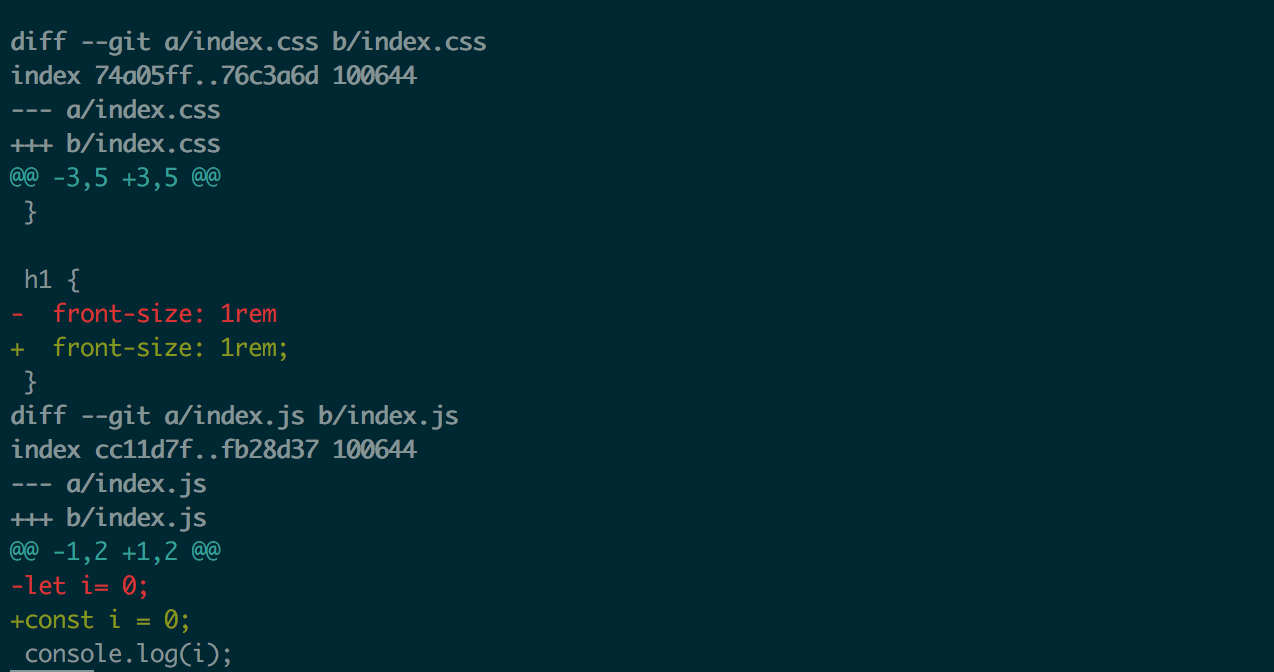 diff --git a/index.css b/index.css
index 74a05ff..76c3a6d 100644
--- a/index.css
+++ b/index.css
@@ -3,5 +3,5 @@
 }

 h1 {
-  front-size: 1rem
+  front-size: 1rem;
 }
diff --git a/index.js b/index.js
index cc11d7f..fb28d37 100644
--- a/index.js
+++ b/index.js
@@ -1,2 +1,2 @@
-let i= 0;
+const i = 0;
 console.log(i);